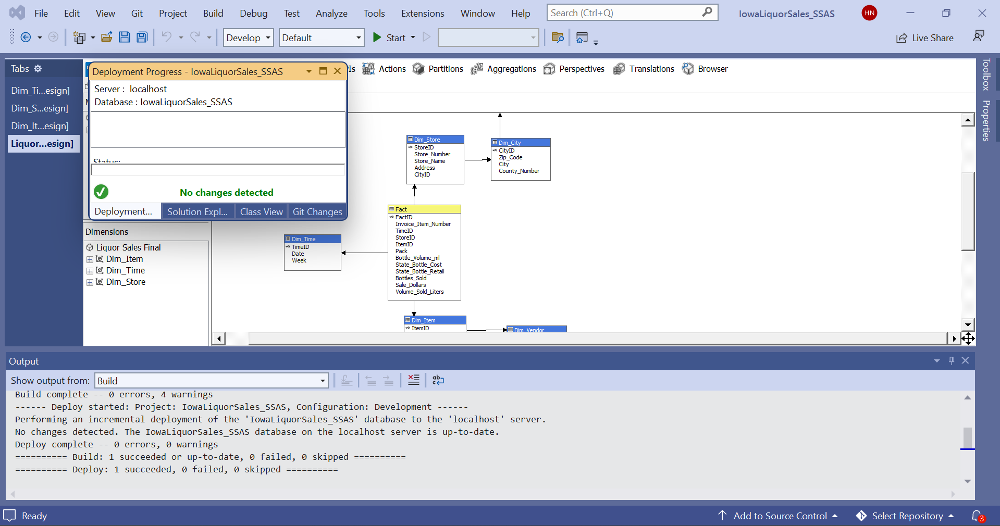 File Edit View Git Project Build Debug Test Analyze Tools Extensions Window Help Search (Ctrl+Q) IowaLiquorSales_SSAS HN
Develop Default Start Live Share
Tabs
Dim_Ti...esign]
Dim_S...esign]
Dim_It...esign]
Liquor...esign]
Deployment Progress - IowaLiquorSales_SSAS
Server : localhost
Database : IowaLiquorSales_SSAS
Status:
No changes detected
Deployment... Solution Expl... Class View Git Changes
Actions Partitions Aggregations Perspectives Translations Browser
Toolbox
Properties
Dimensions
Liquor Sales Final
Dim_Item
Dim_Time
Dim_Store
Dim_Store
StoreID
Store_Number
Store_Name
Address
CityID
Dim_City
CityID
Zip_Code
City
County_Number
Fact
FactID
Invoice_Item_Number
TimeID
StoreID
ItemID
Pack
Bottle_Volume_ml
State_Bottle_Cost
State_Bottle_Retail
Bottles_Sold
Sale_Dollars
Volume_Sold_Liters
Dim_Time
TimeID
Date
Week
Dim_Item
ItemID
Dim_Vendor
Output
Show output from: Build
Build complete -- 0 errors, 4 warnings
------ Deploy started: Project: IowaLiquorSales_SSAS, Configuration: Development ------
Performing an incremental deployment of the 'IowaLiquorSales_SSAS' database to the 'localhost' server.
No changes detected. The IowaLiquorSales_SSAS database on the localhost server is up-to-date.
Deploy complete -- 0 errors, 0 warnings
========== Build: 1 succeeded or up-to-date, 0 failed, 0 skipped ==========
========== Deploy: 1 succeeded, 0 failed, 0 skipped ==========
Ready Add to Source Control Select Repository 3